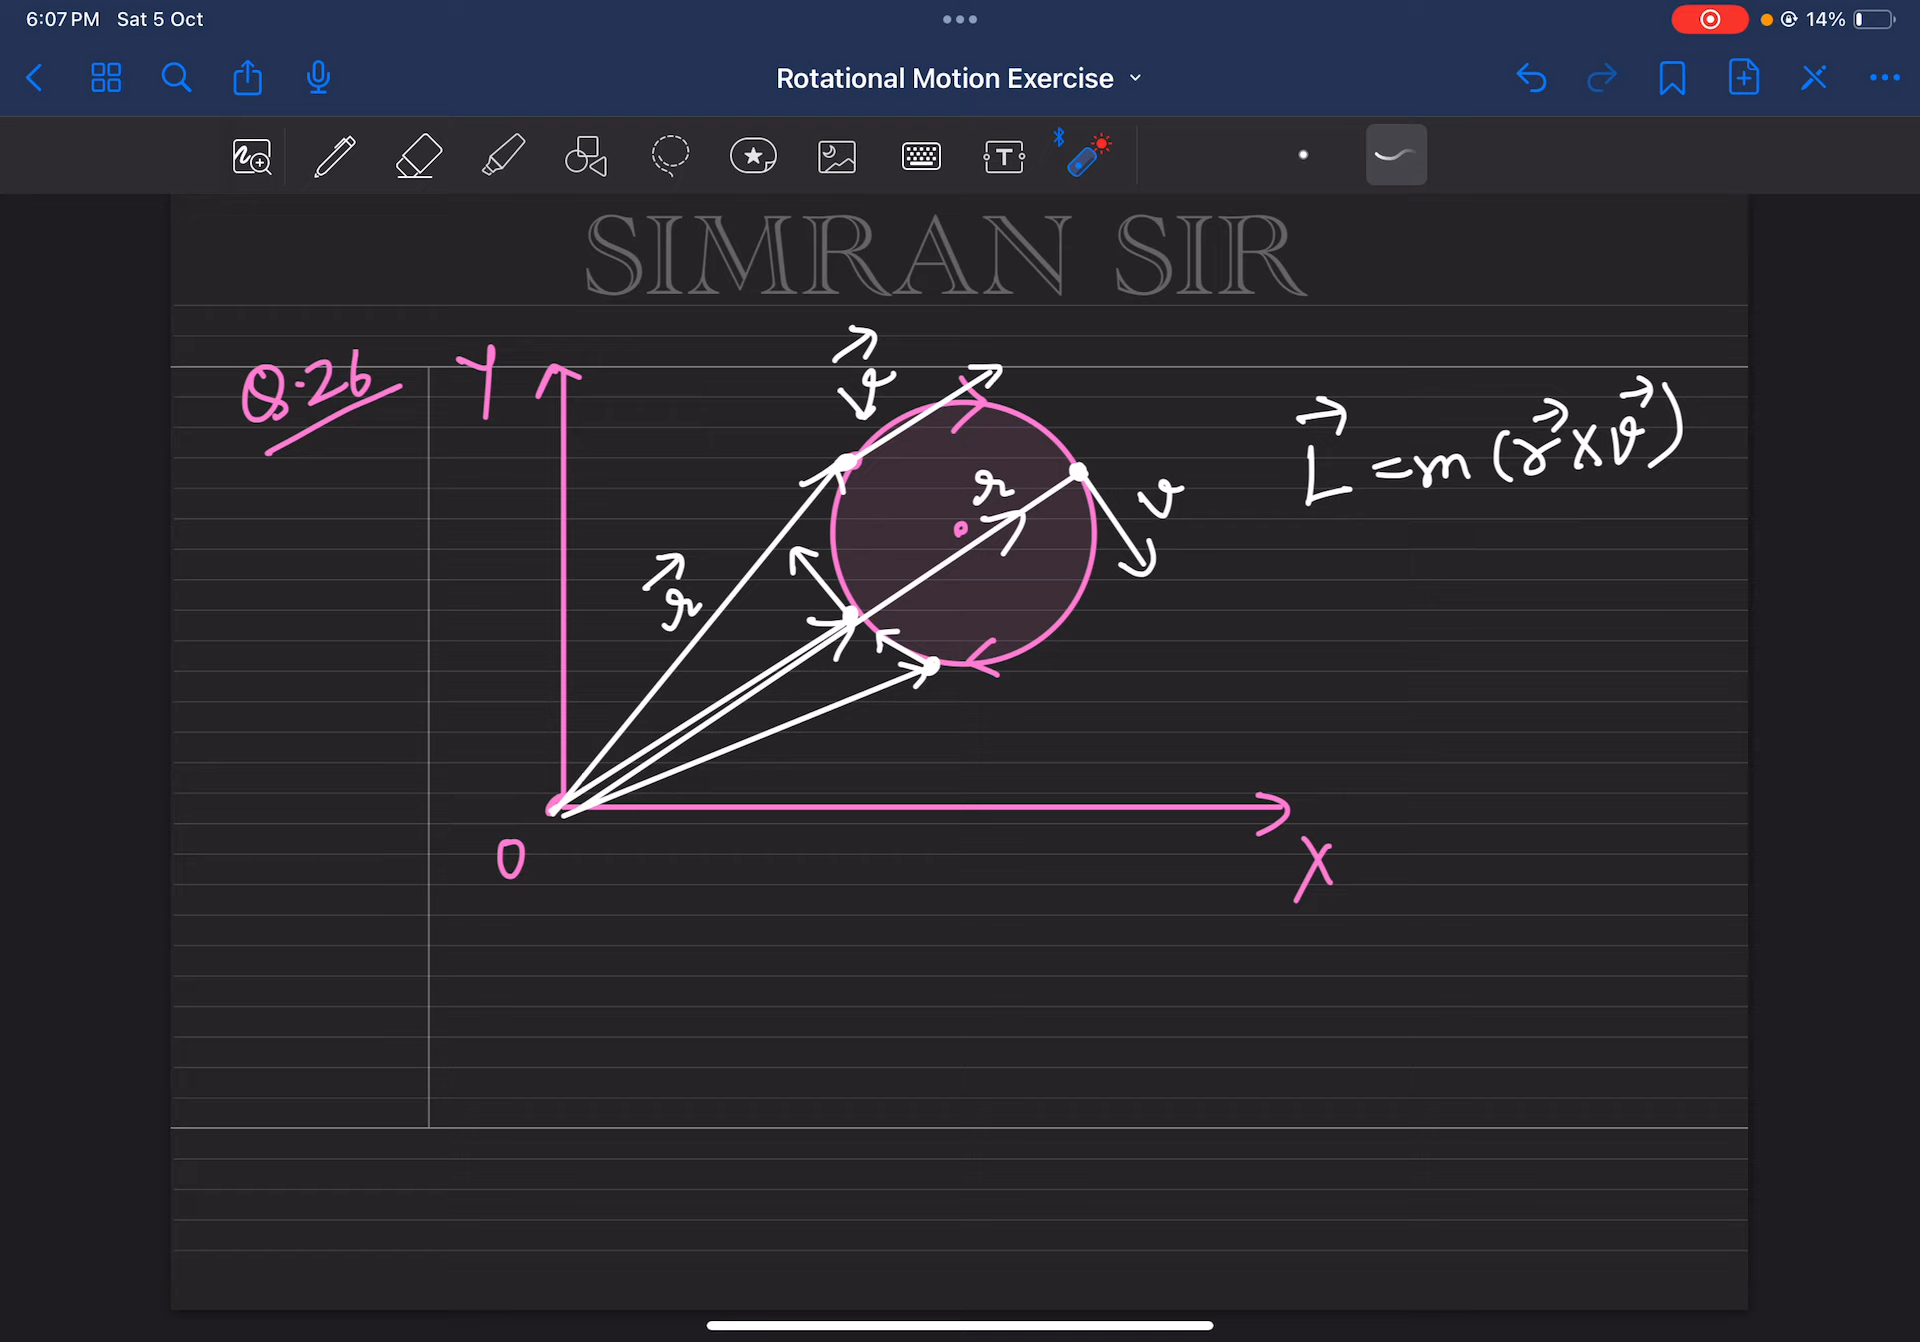 6:07 PM Sat 5 Oct
14%
Rotational Motion Exercise
T
SIMRAN SIR
Q.26
Y
v⃗
L⃗ = m (r⃗ × v⃗)
r
v
r⃗
O
X